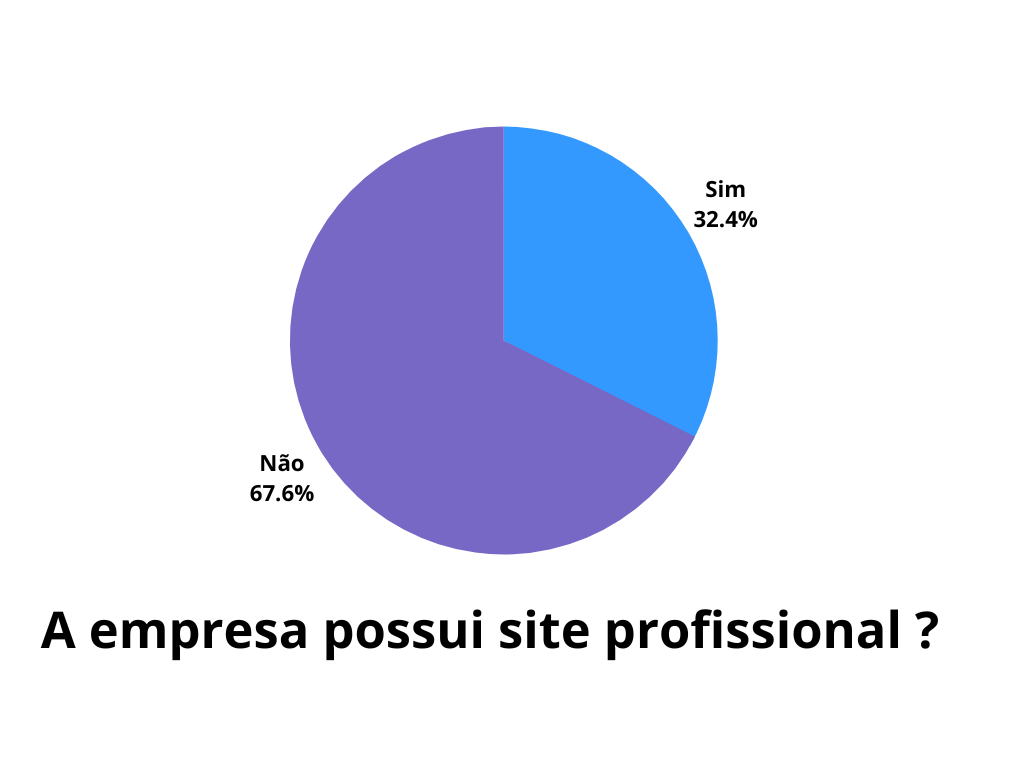 Sim
32.4%
Não
67.6%
A empresa possui site profissional ?